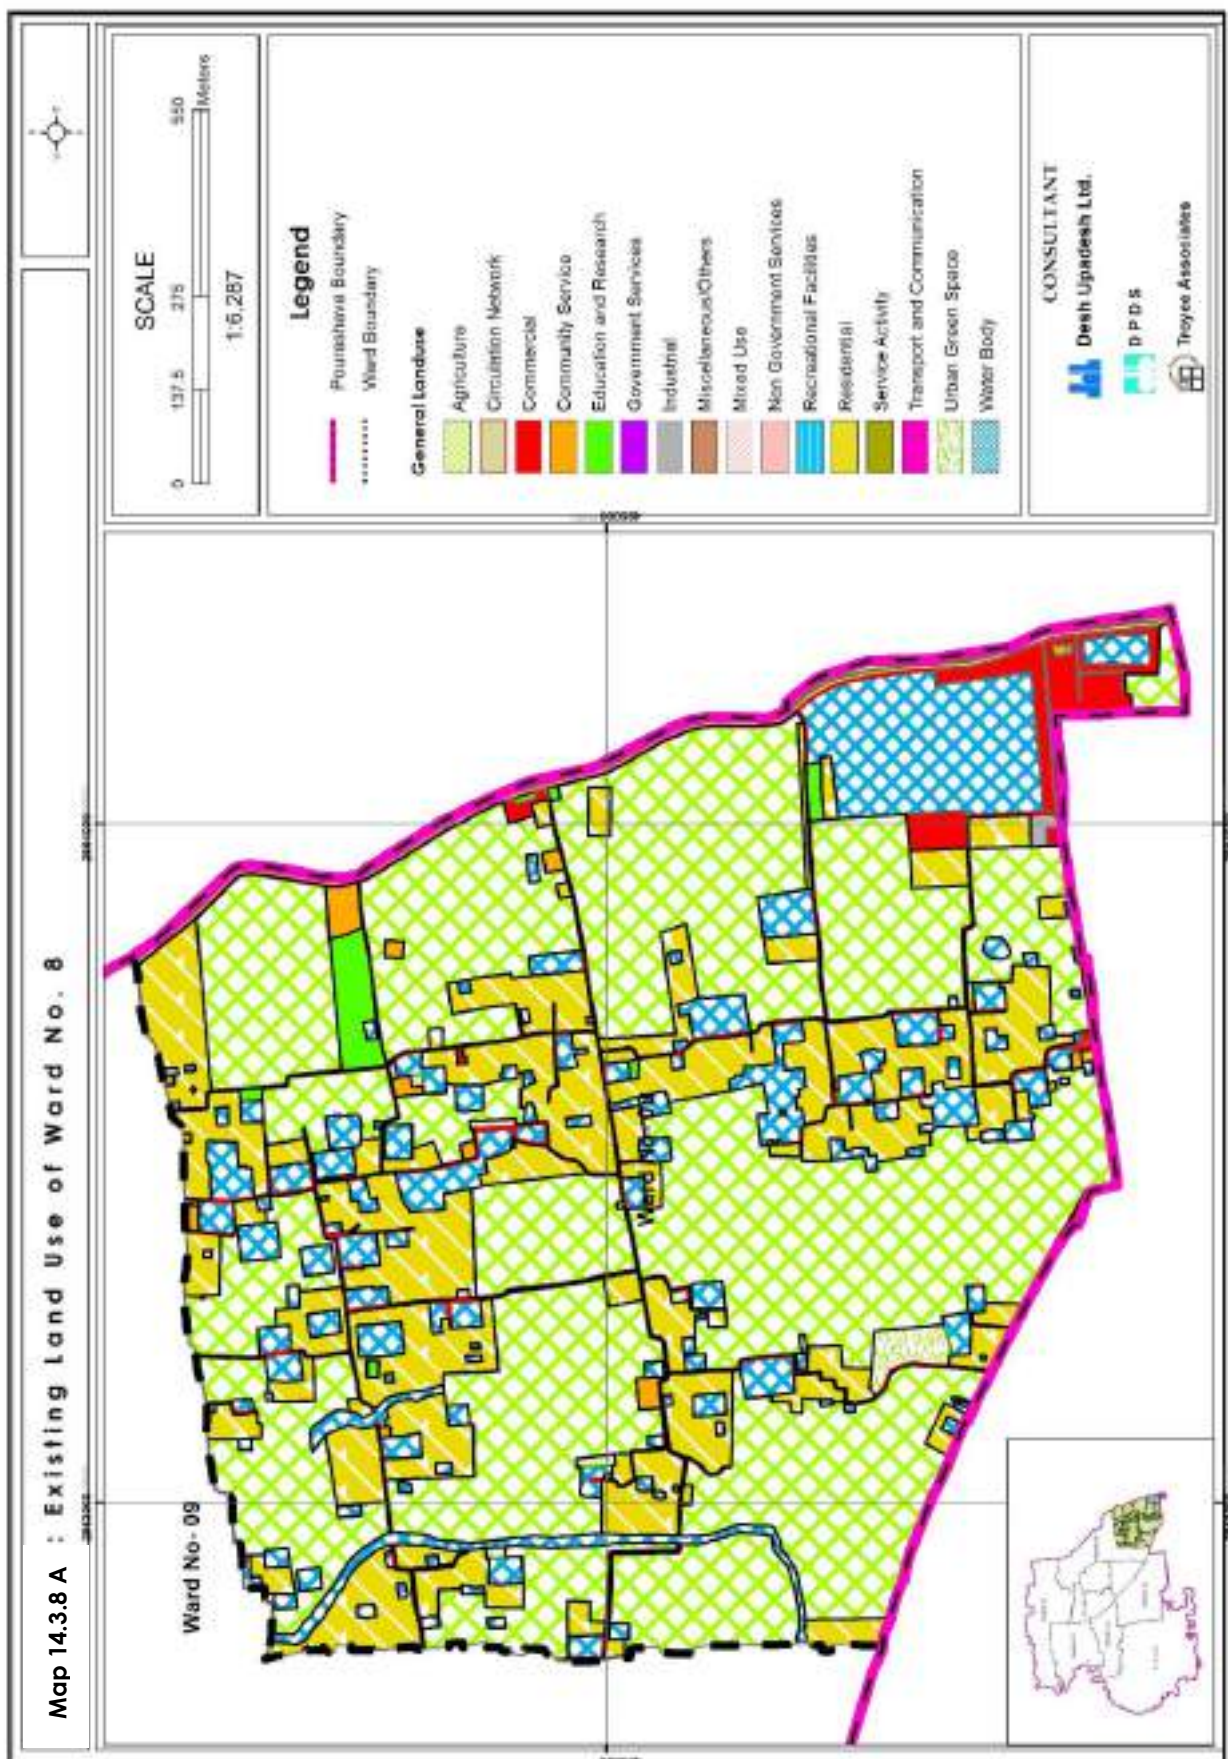 Map 14.3.8 A : Existing Land Use of Ward No. 8
SCALE
0 137.5 275 550
Meters
1:6,287
Legend
Pourashava Boundary
Ward Boundary
General Landuse
Agriculture
Circulation Network
Commercial
Community Service
Education and Research
Government Services
Industrial
Miscellaneous/Others
Mixed Use
Non Government Services
Recreational Facilities
Residential
Service Activity
Transport and Communication
Urban Green Space
Water Body
CONSULTANT
Desh Upadesh Ltd.
D P D S
Troyee Associates
Ward No- 09